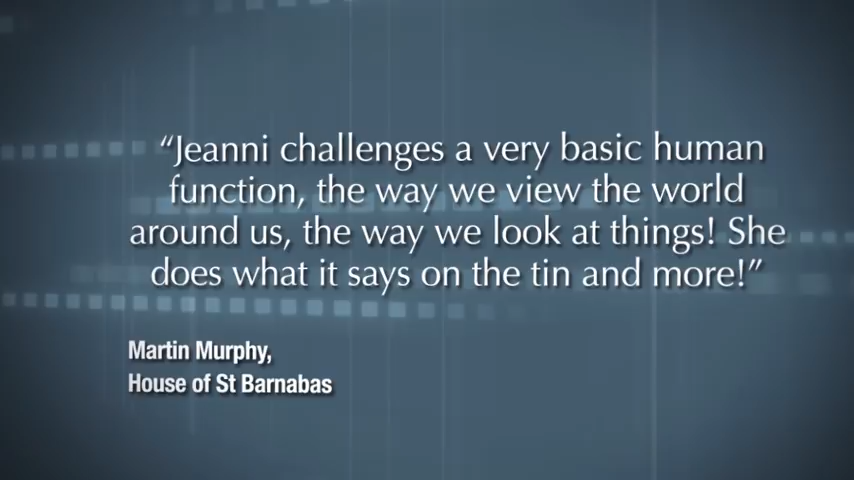 “Jeanni challenges a very basic human
function, the way we view the world
around us, the way we look at things! She
does what it says on the tin and more!”
Martin Murphy,
House of St Barnabas